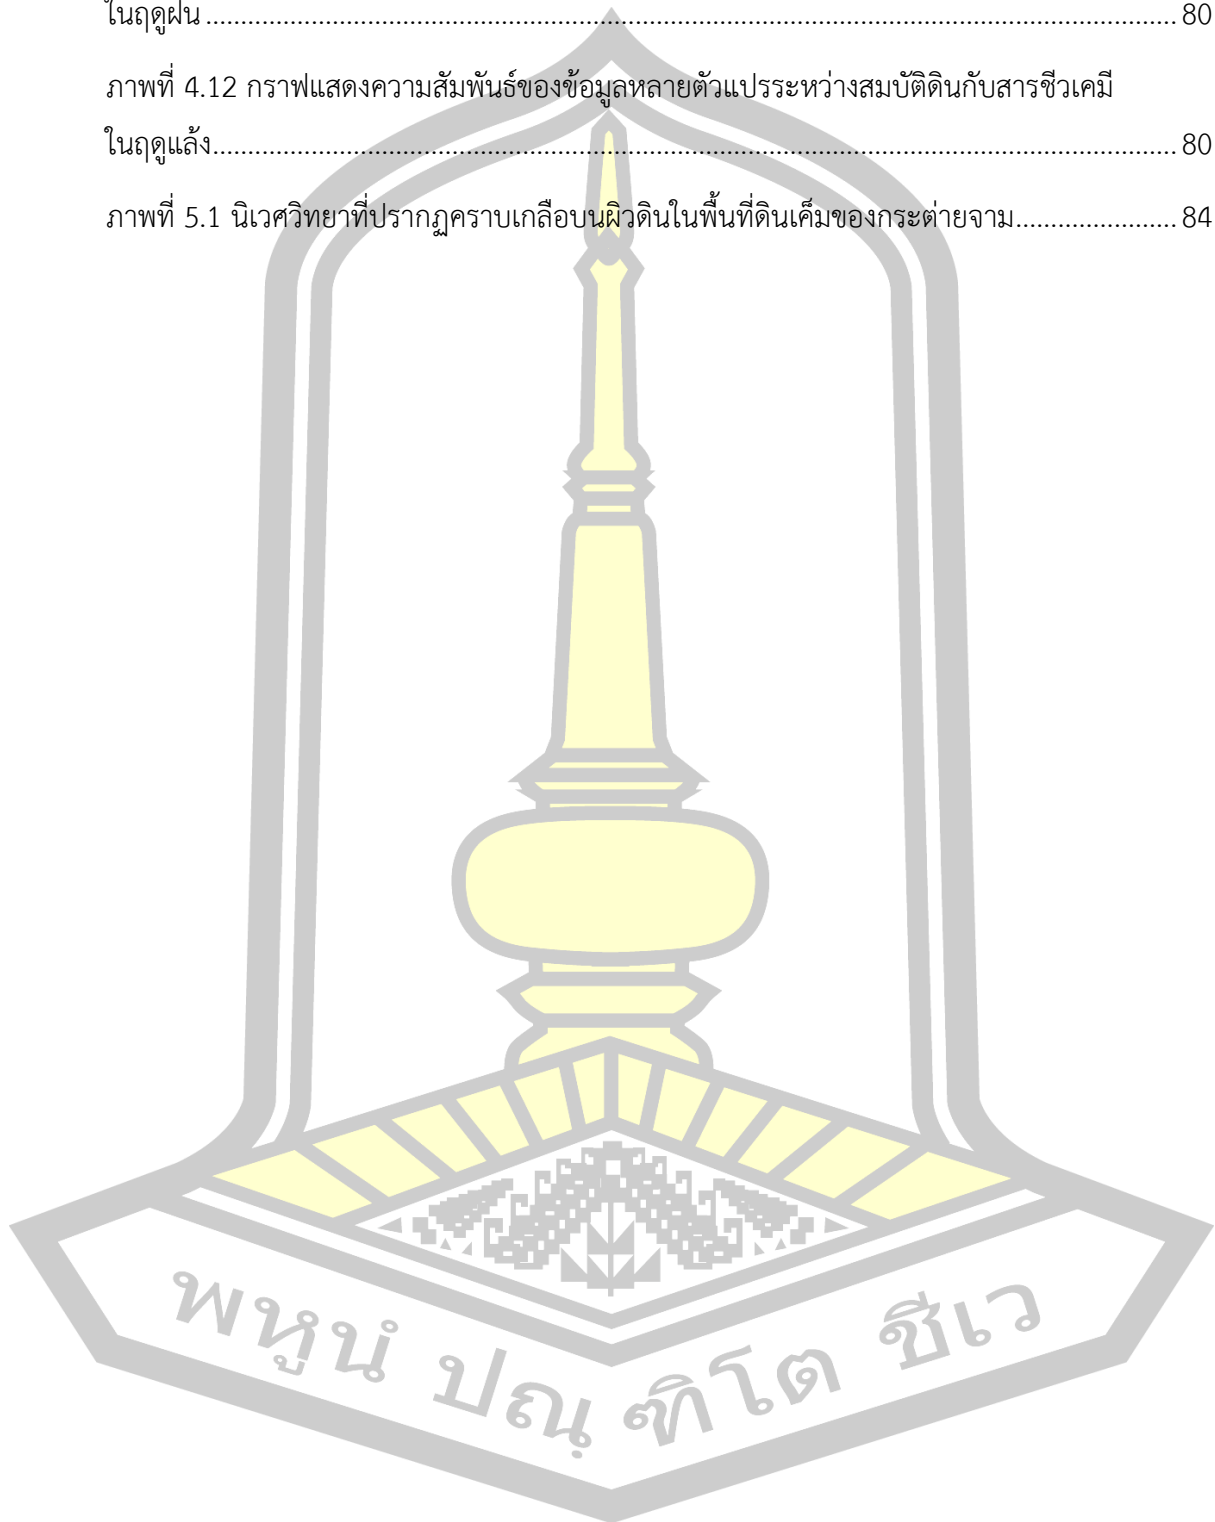 ในฤดูฝน ........ 80
ภาพที่ 4.12 กราฟแสดงความสัมพันธ์ของข้อมูลหลายตัวแปรระหว่างสมบัติดินกับสารชีวเคมี
ในฤดูแล้ง........ 80
ภาพที่ 5.1 นิเวศวิทยาที่ปรากฏคราบเกลือบนผิวดินในพื้นที่ดินเค็มของกระต่ายจาม........ 84
พหูนํ ปณฺฑิโต ชีเว